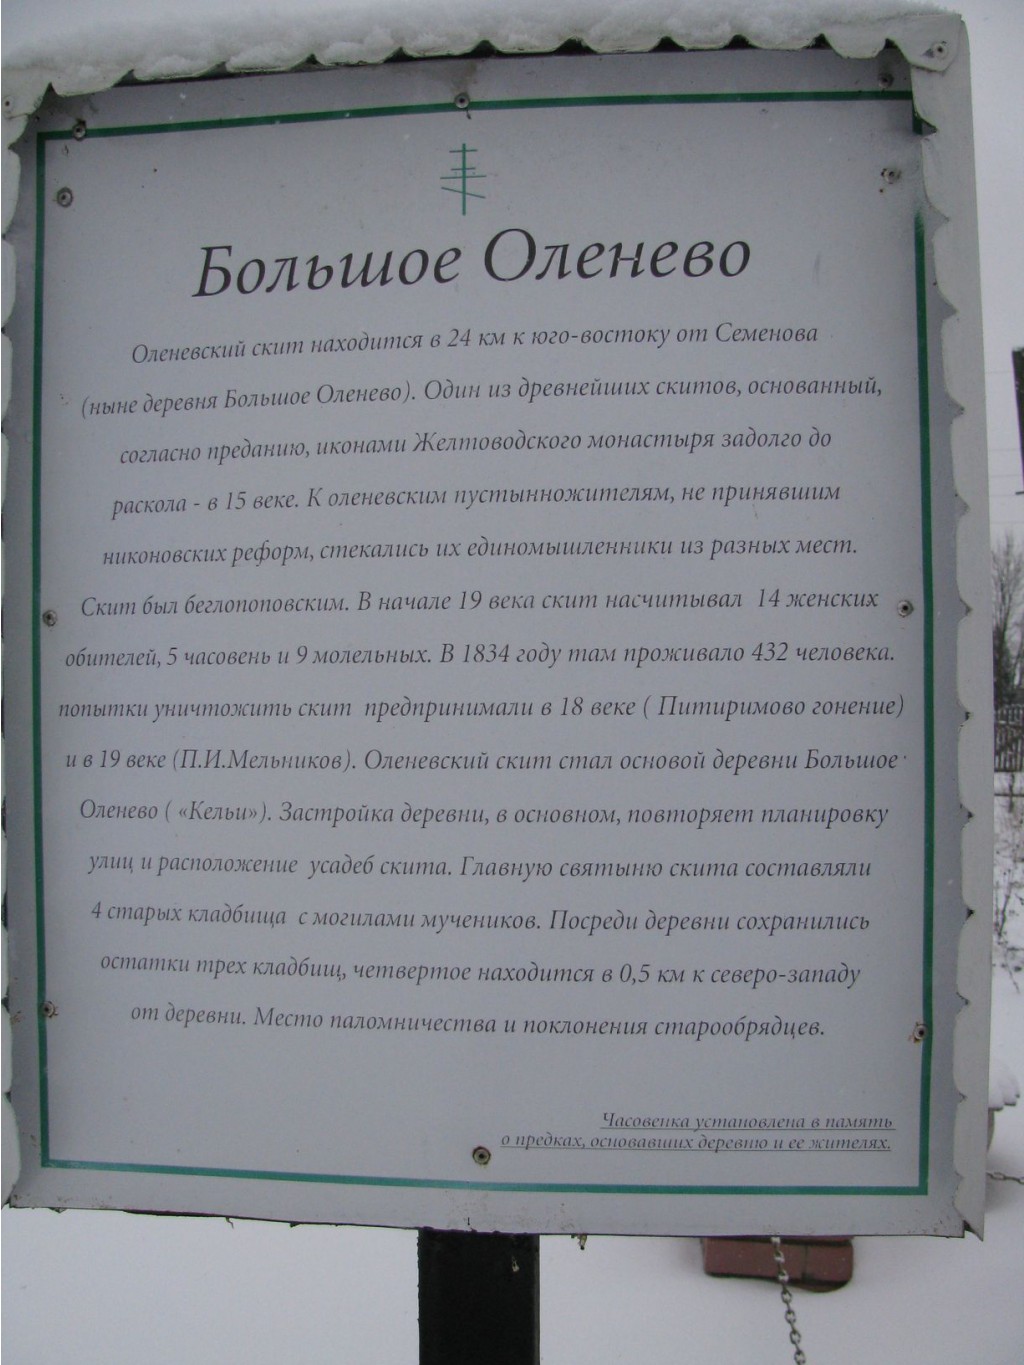 Большое Оленево
Оленевский скит находится в 24 км к юго-востоку от Семенова
(ныне деревня Большое Оленево). Один из древнейших скитов, основанный,
согласно преданию, иконами Желтоводского монастыря задолго до
раскола - в 15 веке. К оленевским пустынножителям, не принявшим
никоновских реформ, стекались их единомышленники из разных мест.
Скит был беглопоповским. В начале 19 века скит насчитывал 14 женских
обителей, 5 часовень и 9 молельных. В 1834 году там проживало 432 человека.
попытки уничтожить скит предпринимали в 18 веке ( Питиримово гонение)
и в 19 веке (П.И.Мельников). Оленевский скит стал основой деревни Большое
Оленево ( «Кельи»). Застройка деревни, в основном, повторяет планировку
улиц и расположение усадеб скита. Главную святыню скита составляли
4 старых кладбища с могилами мучеников. Посреди деревни сохранились
остатки трех кладбищ, четвертое находится в 0,5 км к северо-западу
от деревни. Место паломничества и поклонения старообрядцев.
Часовенка установлена в память
о предках, основавших деревню и ее жителях.